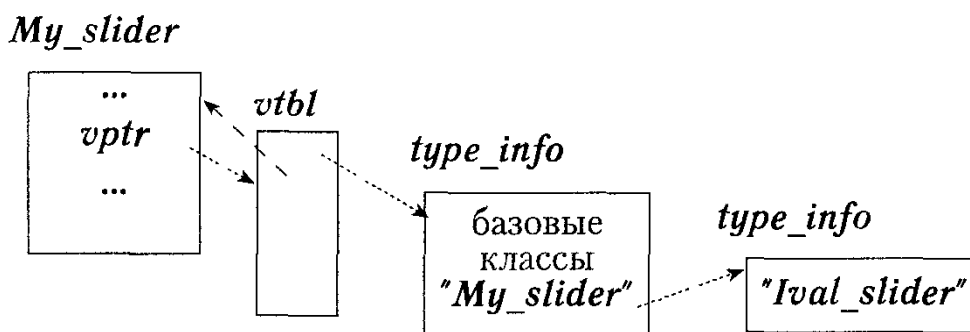 My_slider
...
vptr
...
vtbl
type_info
базовые
классы
"My_slider"
type_info
"Ival_slider"